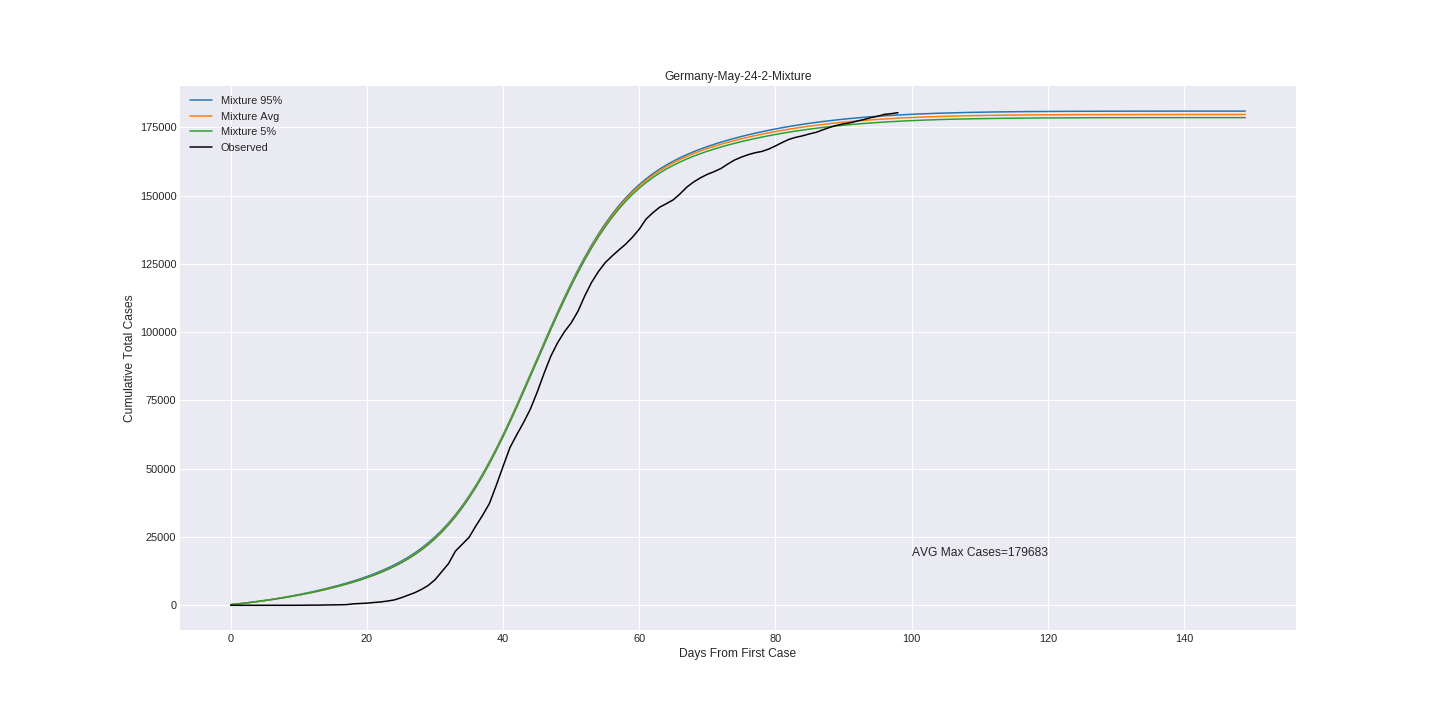 Germany-May-24-2-Mixture
Mixture 95%
Mixture Avg
Mixture 5%
Observed
175000
150000
125000
100000
75000
50000
25000
0
Cumulative Total Cases
AVG Max Cases=179683
0 20 40 60 80 100 120 140
Days From First Case